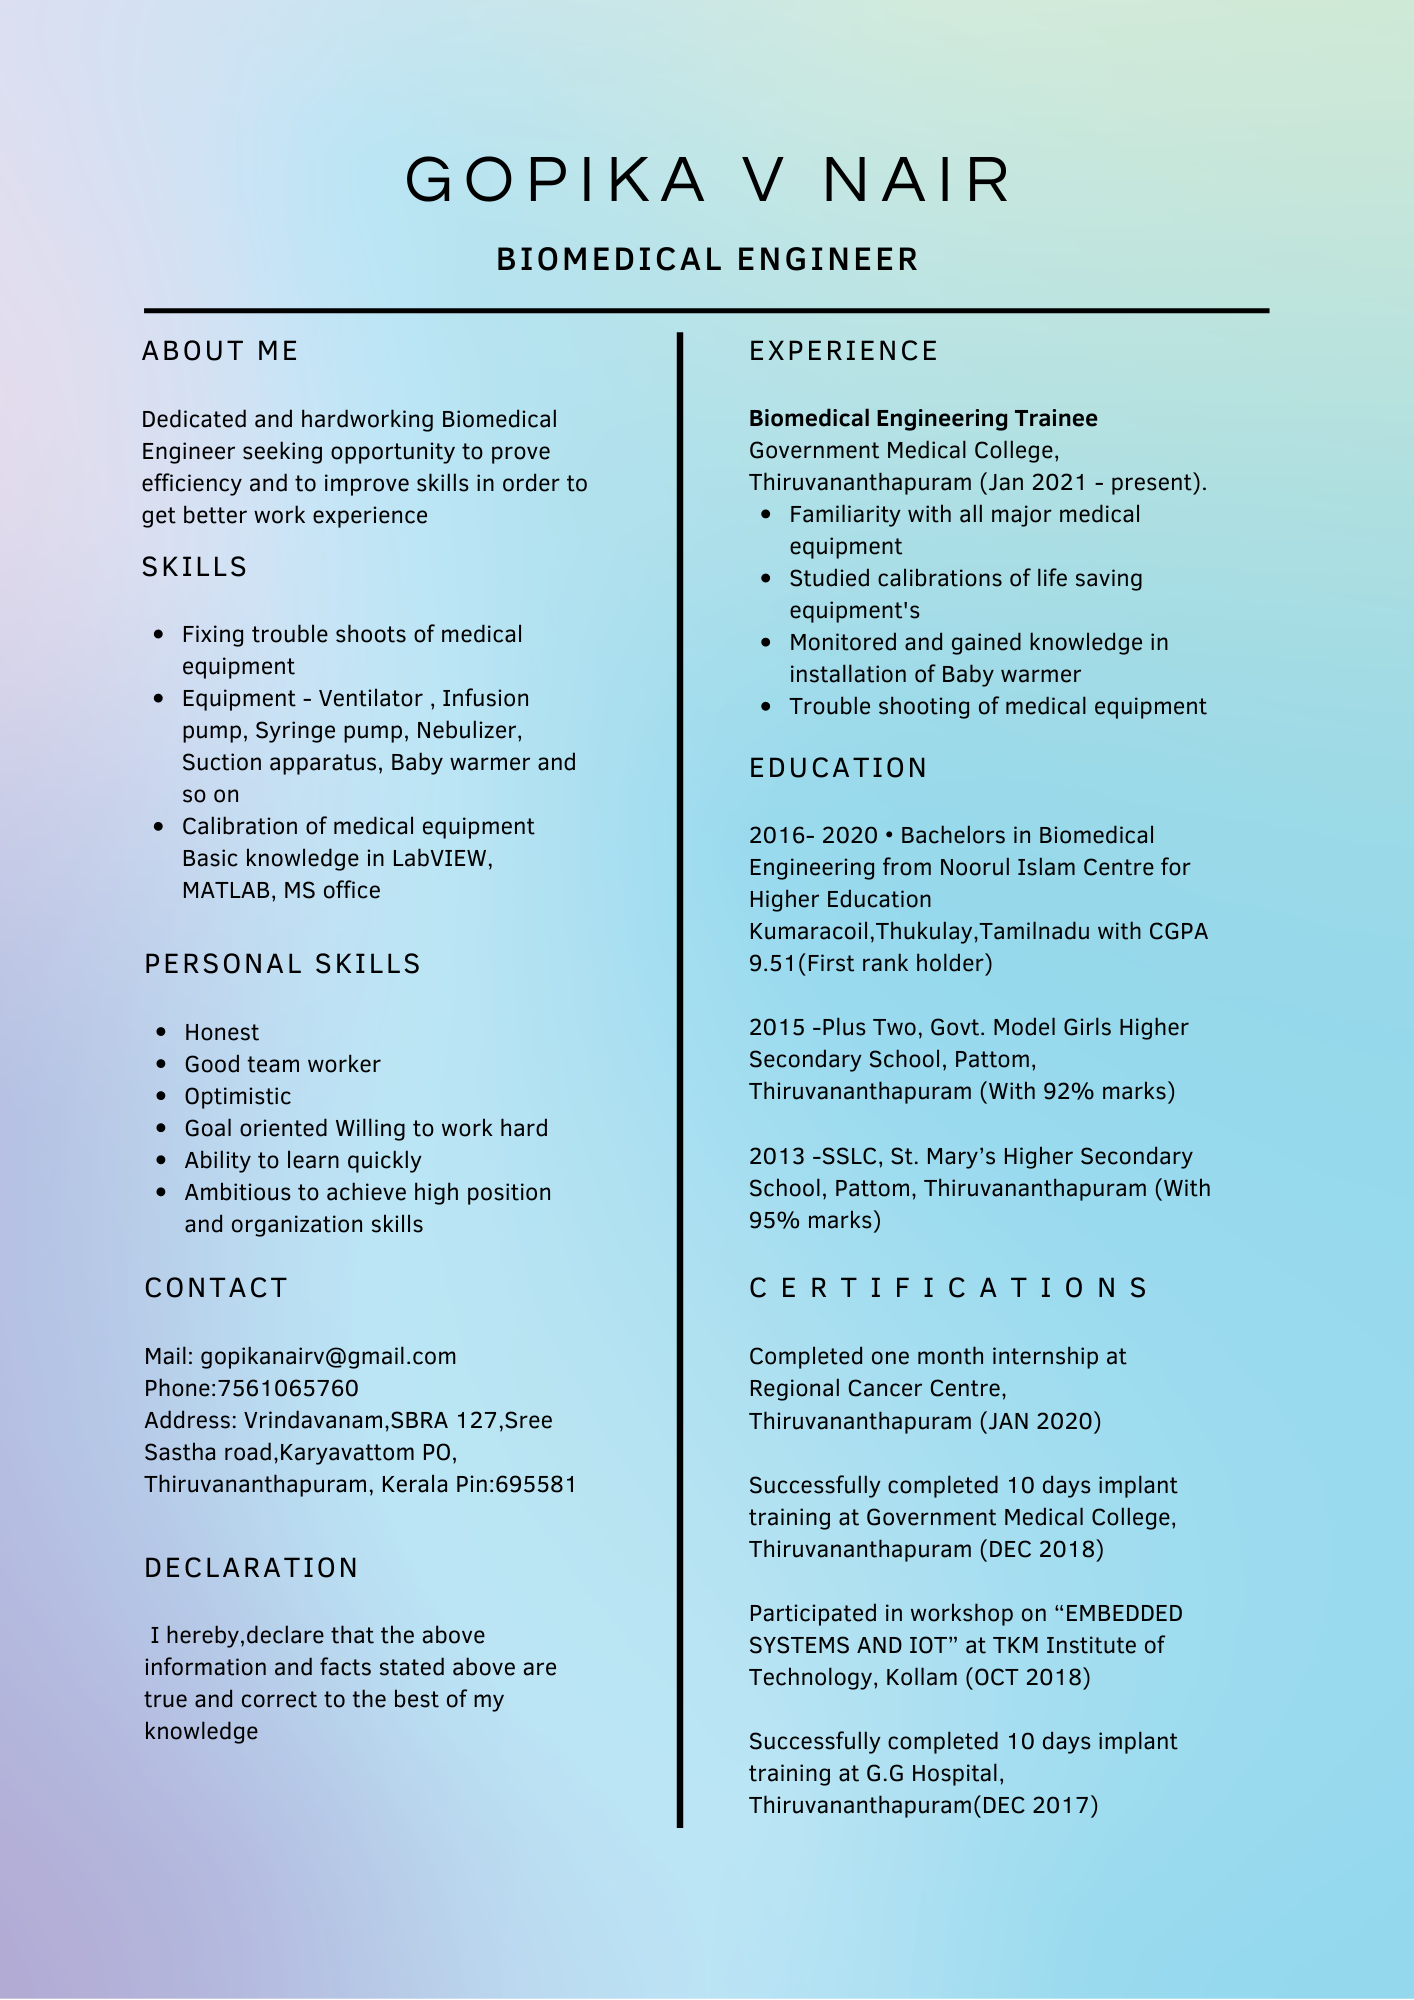 GOPIKA V NAIR
BIOMEDICAL ENGINEER
ABOUT ME
Dedicated and hardworking Biomedical
Engineer seeking opportunity to prove
efficiency and to improve skills in order to
get better work experience
SKILLS
• Fixing trouble shoots of medical
equipment
• Equipment - Ventilator , Infusion
pump, Syringe pump, Nebulizer,
Suction apparatus, Baby warmer and
so on
• Calibration of medical equipment
Basic knowledge in LabVIEW,
MATLAB, MS office
PERSONAL SKILLS
• Honest
• Good team worker
• Optimistic
• Goal oriented Willing to work hard
• Ability to learn quickly
• Ambitious to achieve high position
and organization skills
CONTACT
Mail: gopikanairv@gmail.com
Phone:7561065760
Address: Vrindavanam,SBRA 127,Sree
Sastha road,Karyavattom PO,
Thiruvananthapuram, Kerala Pin:695581
DECLARATION
I hereby,declare that the above
information and facts stated above are
true and correct to the best of my
knowledge
EXPERIENCE
Biomedical Engineering Trainee
Government Medical College,
Thiruvananthapuram (Jan 2021 - present).
• Familiarity with all major medical
equipment
• Studied calibrations of life saving
equipment's
• Monitored and gained knowledge in
installation of Baby warmer
• Trouble shooting of medical equipment
EDUCATION
2016- 2020 • Bachelors in Biomedical
Engineering from Noorul Islam Centre for
Higher Education
Kumaracoil,Thukulay,Tamilnadu with CGPA
9.51(First rank holder)
2015 -Plus Two, Govt. Model Girls Higher
Secondary School, Pattom,
Thiruvananthapuram (With 92% marks)
2013 -SSLC, St. Mary’s Higher Secondary
School, Pattom, Thiruvananthapuram (With
95% marks)
CERTIFICATIONS
Completed one month internship at
Regional Cancer Centre,
Thiruvananthapuram (JAN 2020)
Successfully completed 10 days implant
training at Government Medical College,
Thiruvananthapuram (DEC 2018)
Participated in workshop on “EMBEDDED
SYSTEMS AND IOT” at TKM Institute of
Technology, Kollam (OCT 2018)
Successfully completed 10 days implant
training at G.G Hospital,
Thiruvananthapuram(DEC 2017)